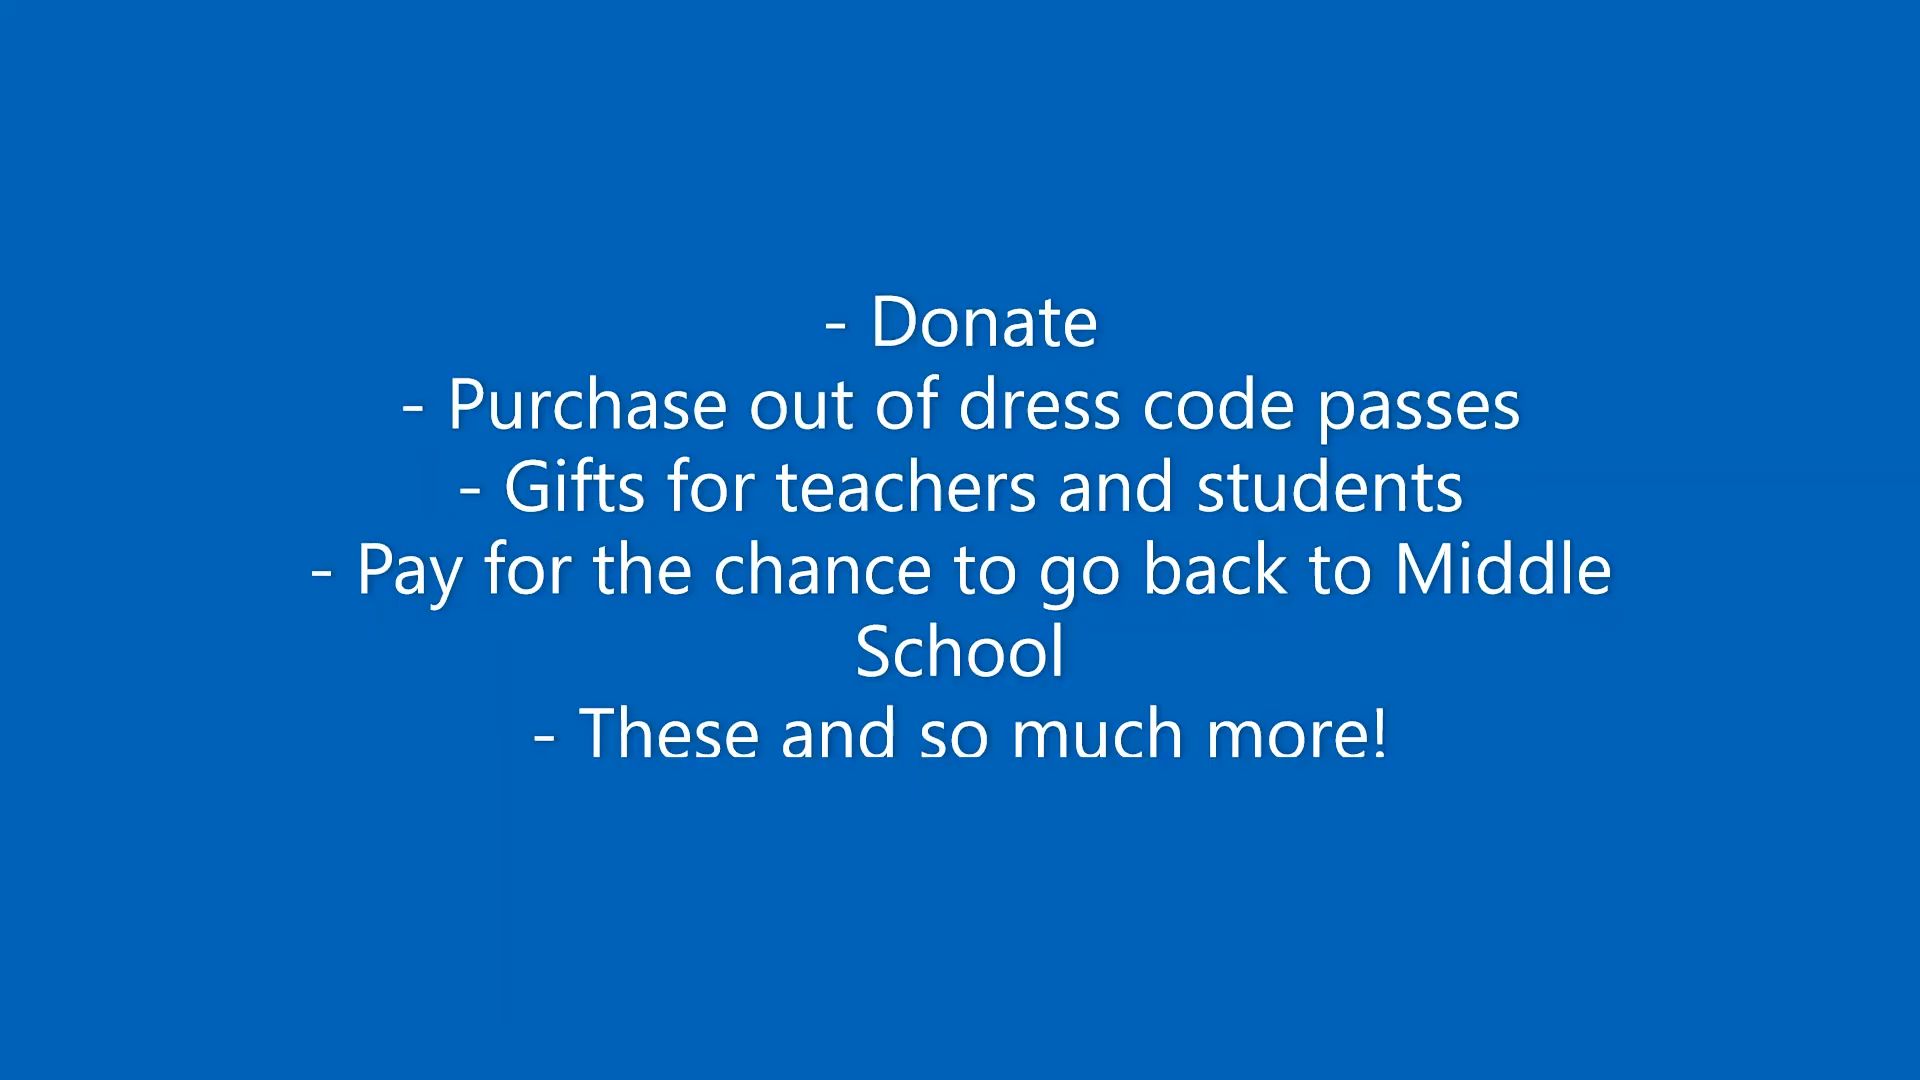 - Donate
- Purchase out of dress code passes
- Gifts for teachers and students
- Pay for the chance to go back to Middle
School
- These and so much more!